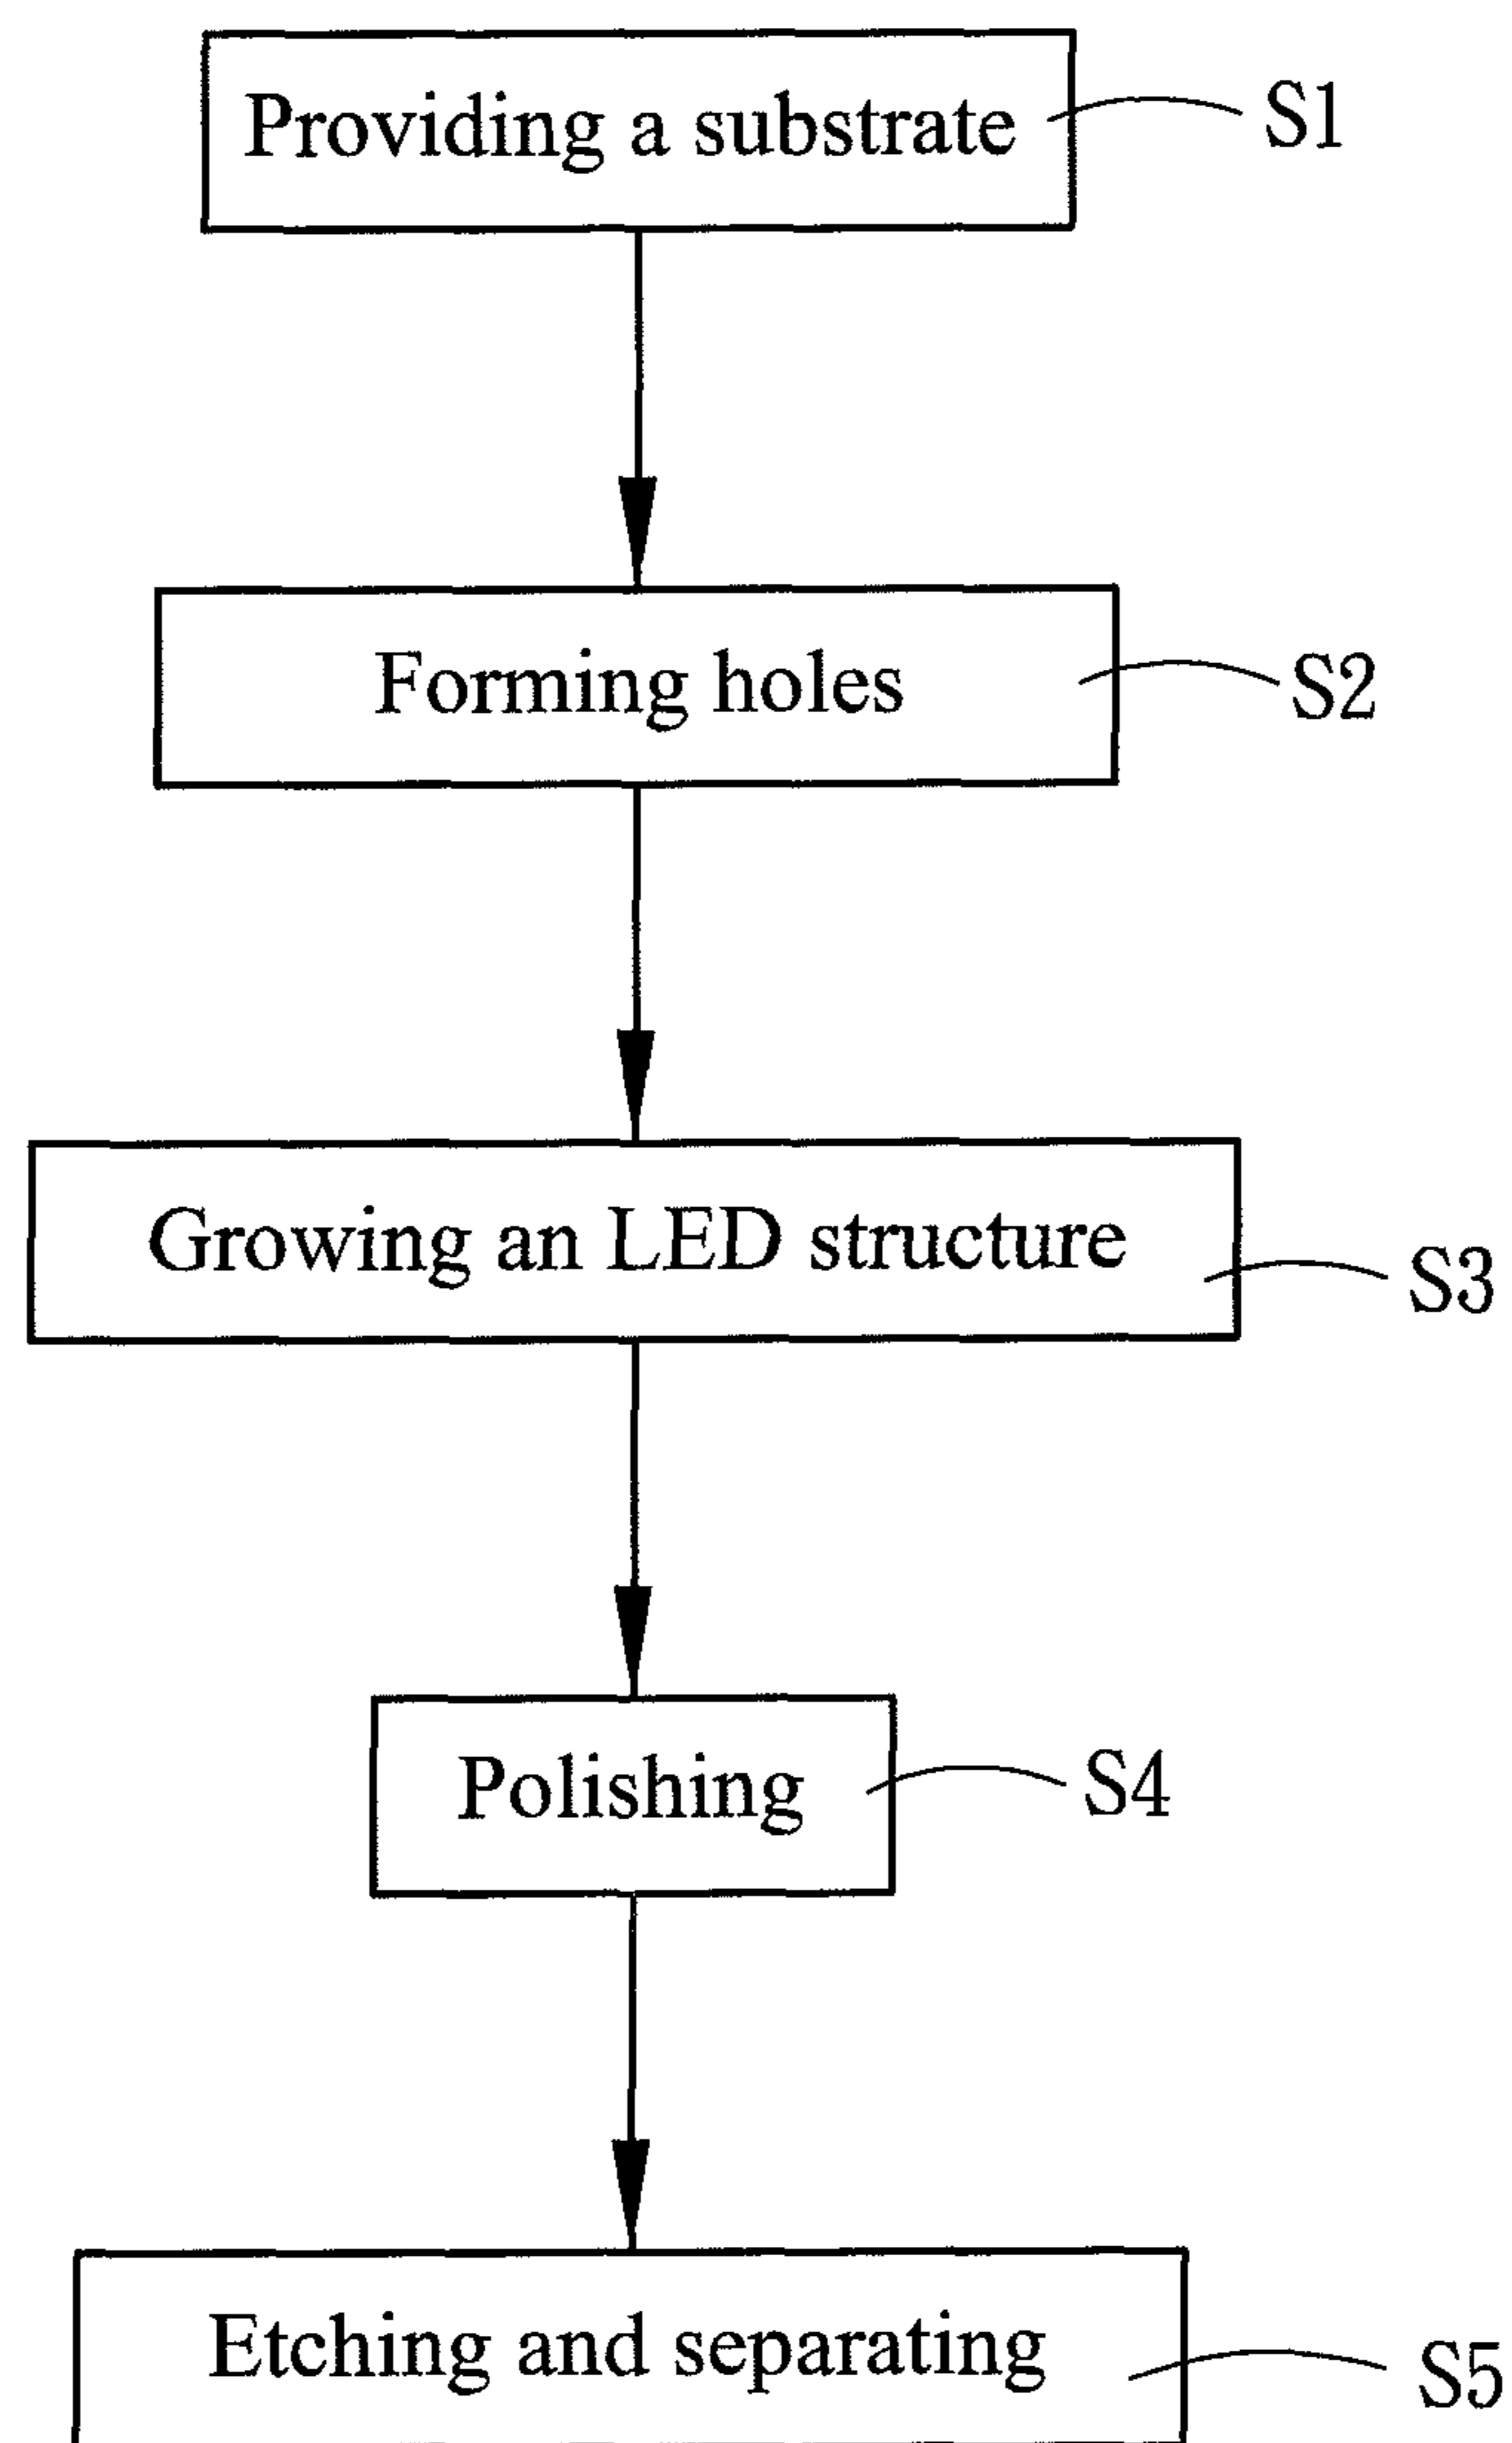 Providing a substrate S1
Forming holes S2
Growing an LED structure S3
Polishing S4
Etching and separating S5